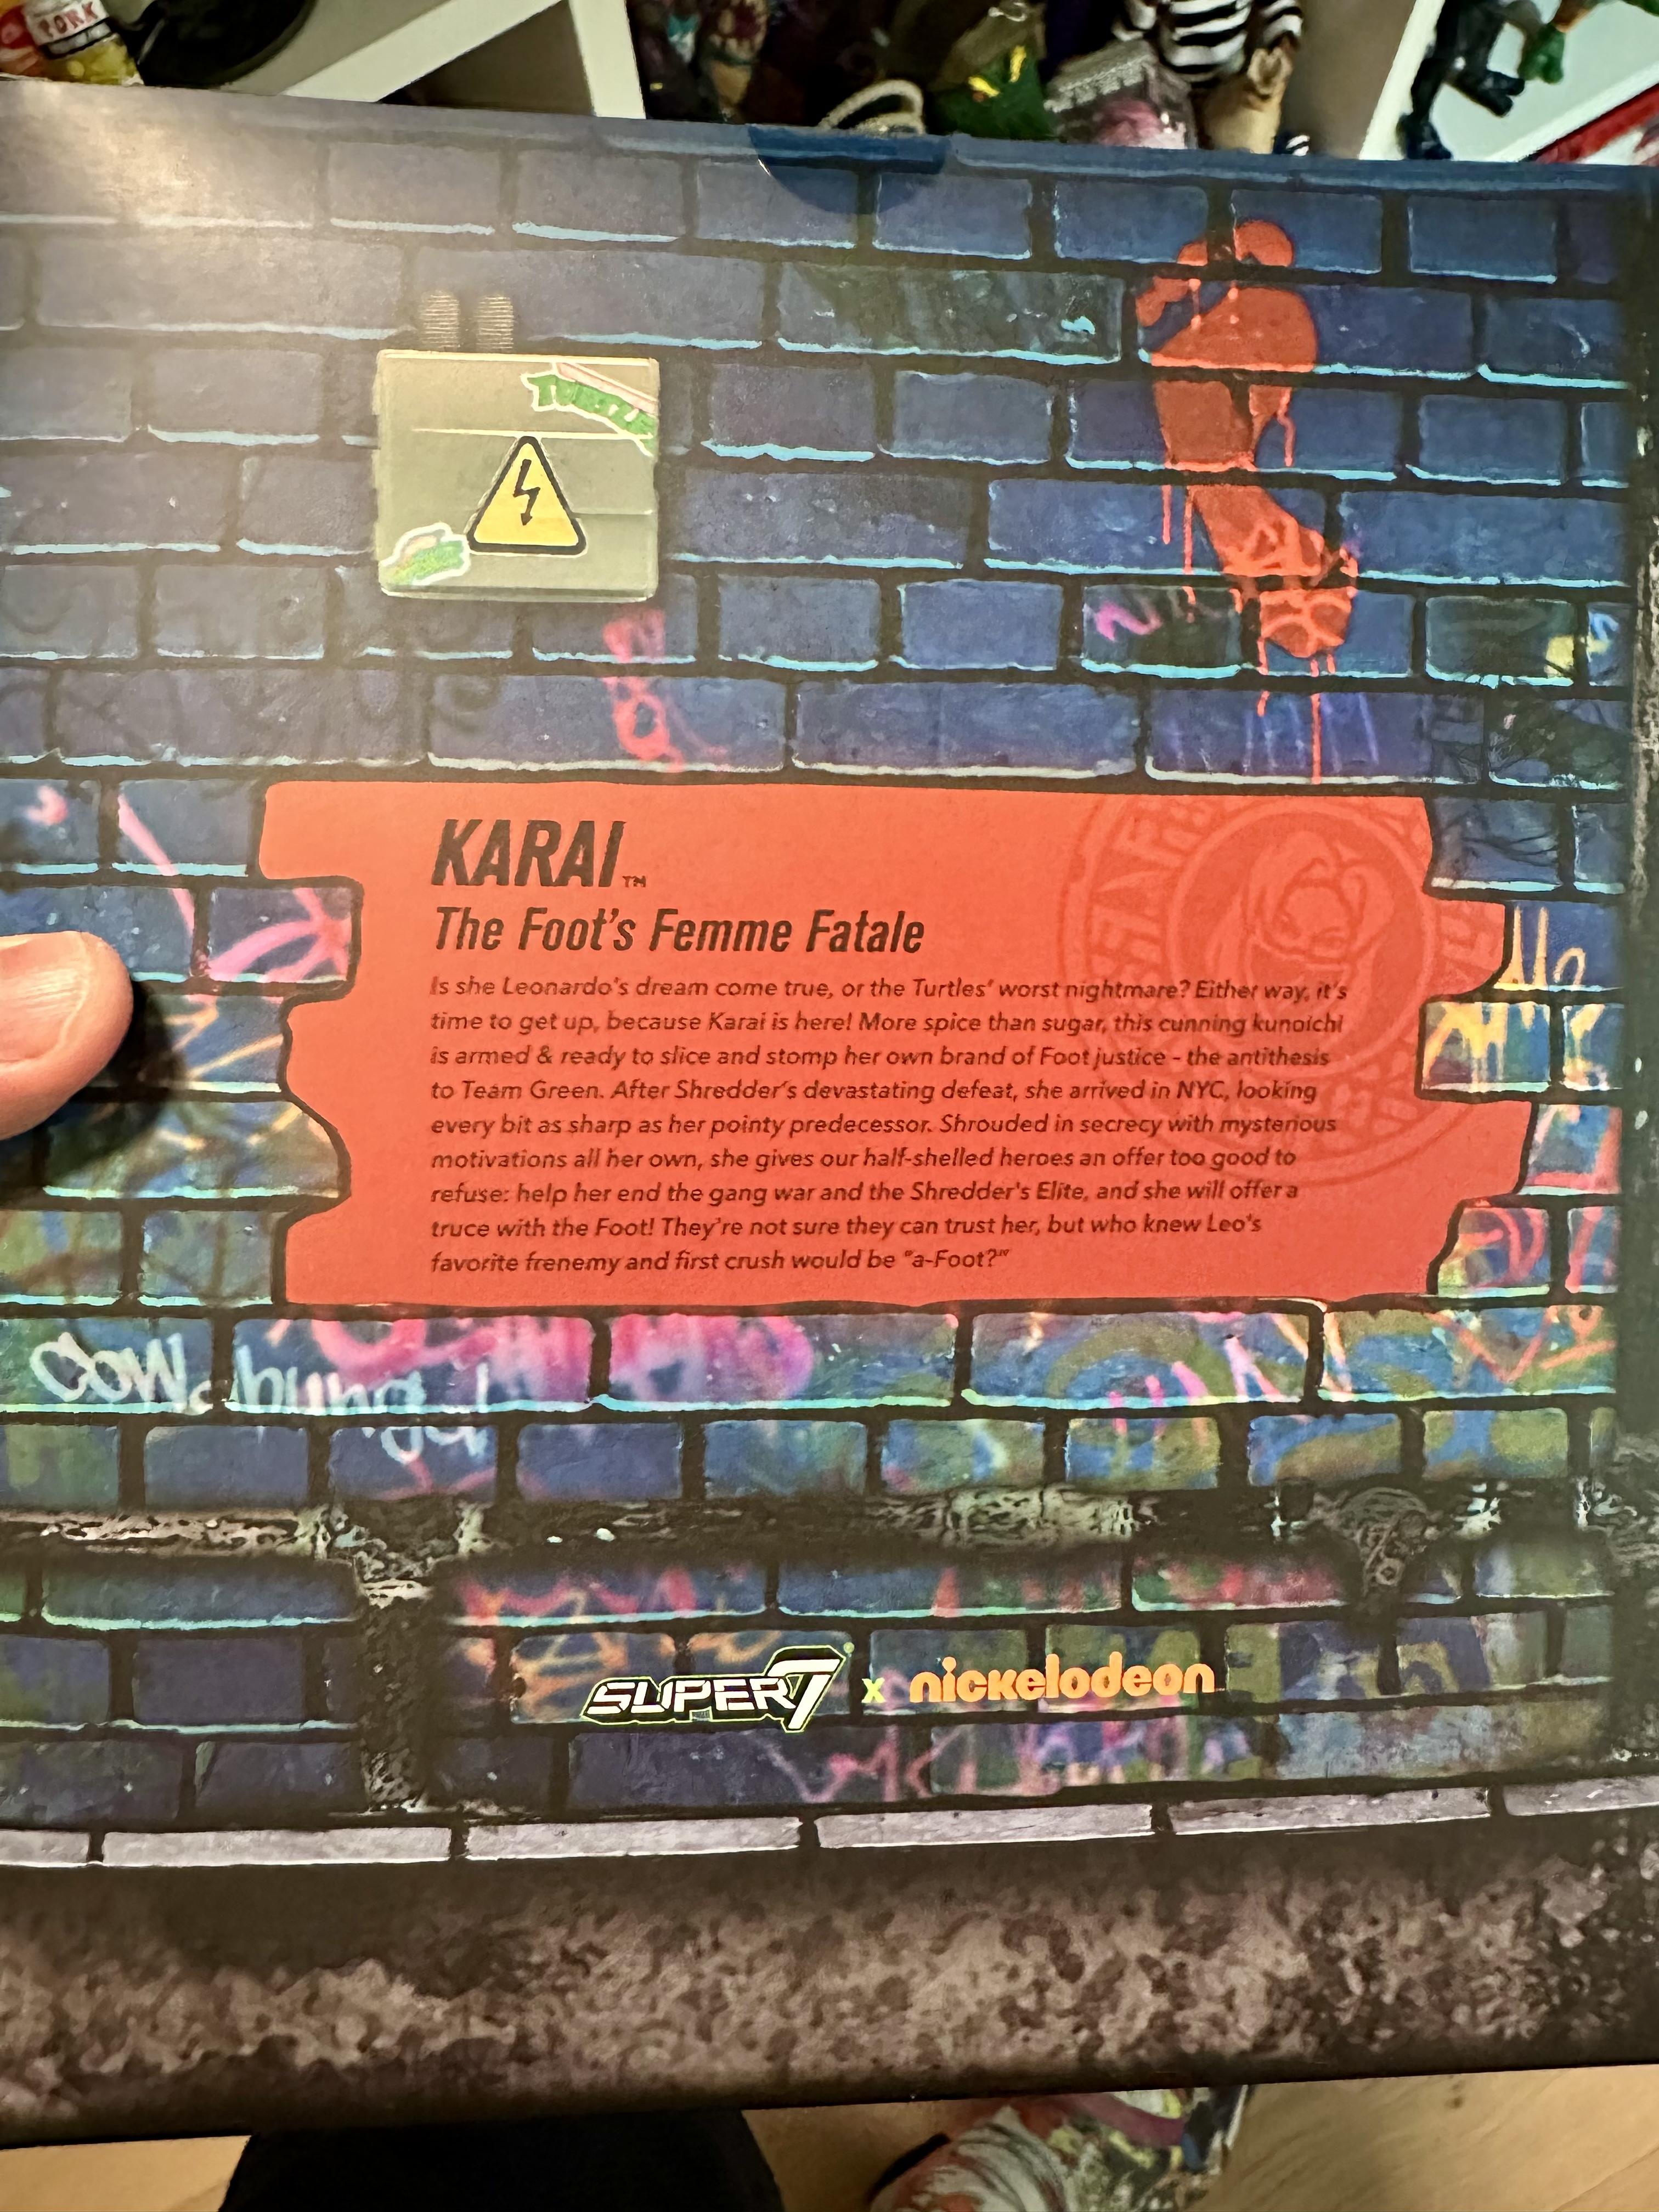 PORK
TURTLE
KARAI™
The Foot's Femme Fatale
Is she Leonardo's dream come true, or the Turtles' worst nightmare? Either way, it's
time to get up, because Karai is here! More spice than sugar, this cunning kunoichi
is armed & ready to slice and stomp her own brand of Foot justice - the antithesis
to Team Green. After Shredder's devastating defeat, she arrived in NYC, looking
every bit as sharp as her pointy predecessor. Shrouded in secrecy with mysterious
motivations all her own, she gives our half-shelled heroes an offer too good to
refuse: help her end the gang war and the Shredder's Elite, and she will offer a
truce with the Foot! They're not sure they can trust her, but who knew Leo's
favorite frenemy and first crush would be "a-Foot?"
COWabunga!
SUPER7® x nickelodeon